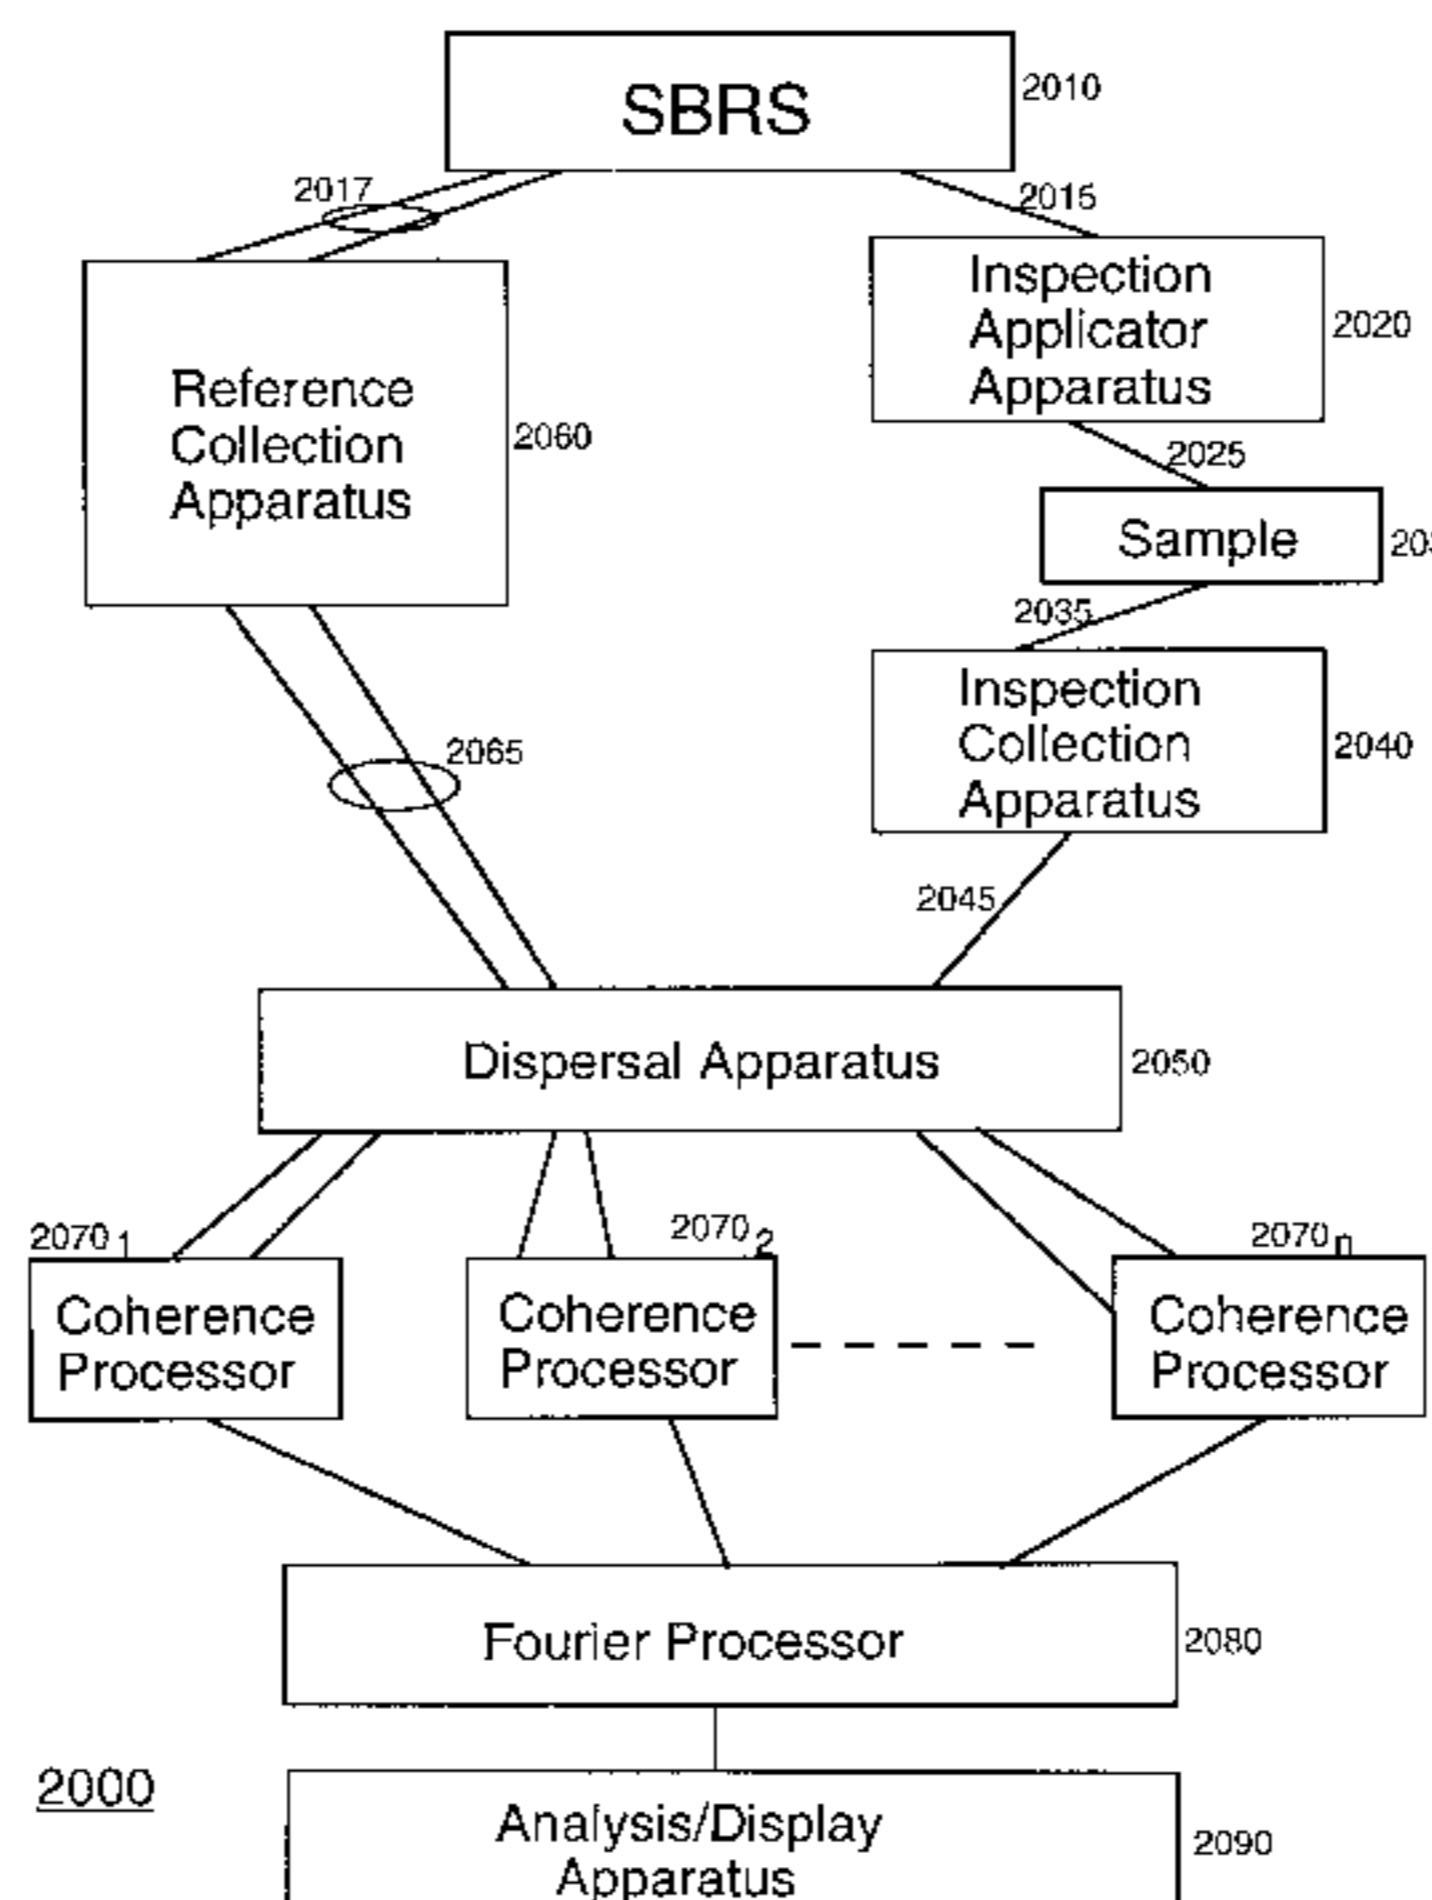 SBRS
2010
2017
2015
Inspection
Applicator
Apparatus
2020
Reference
Collection
Apparatus
2060
2025
Sample
2035
Inspection
Collection
Apparatus
2040
2065
2045
Dispersal Apparatus
2050
2070 1
2070 2
2070 n
Coherence
Processor
Coherence
Processor
Coherence
Processor
Fourier Processor
2080
2000
Analysis/Display
Apparatus
2090